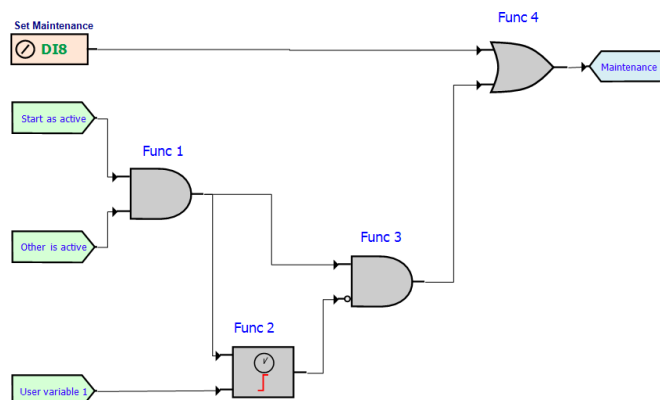 Func 4
Set Maintenance
DI8
Maintenance
Start as active
Func 1
Other is active
Func 3
Func 2
User variable 1